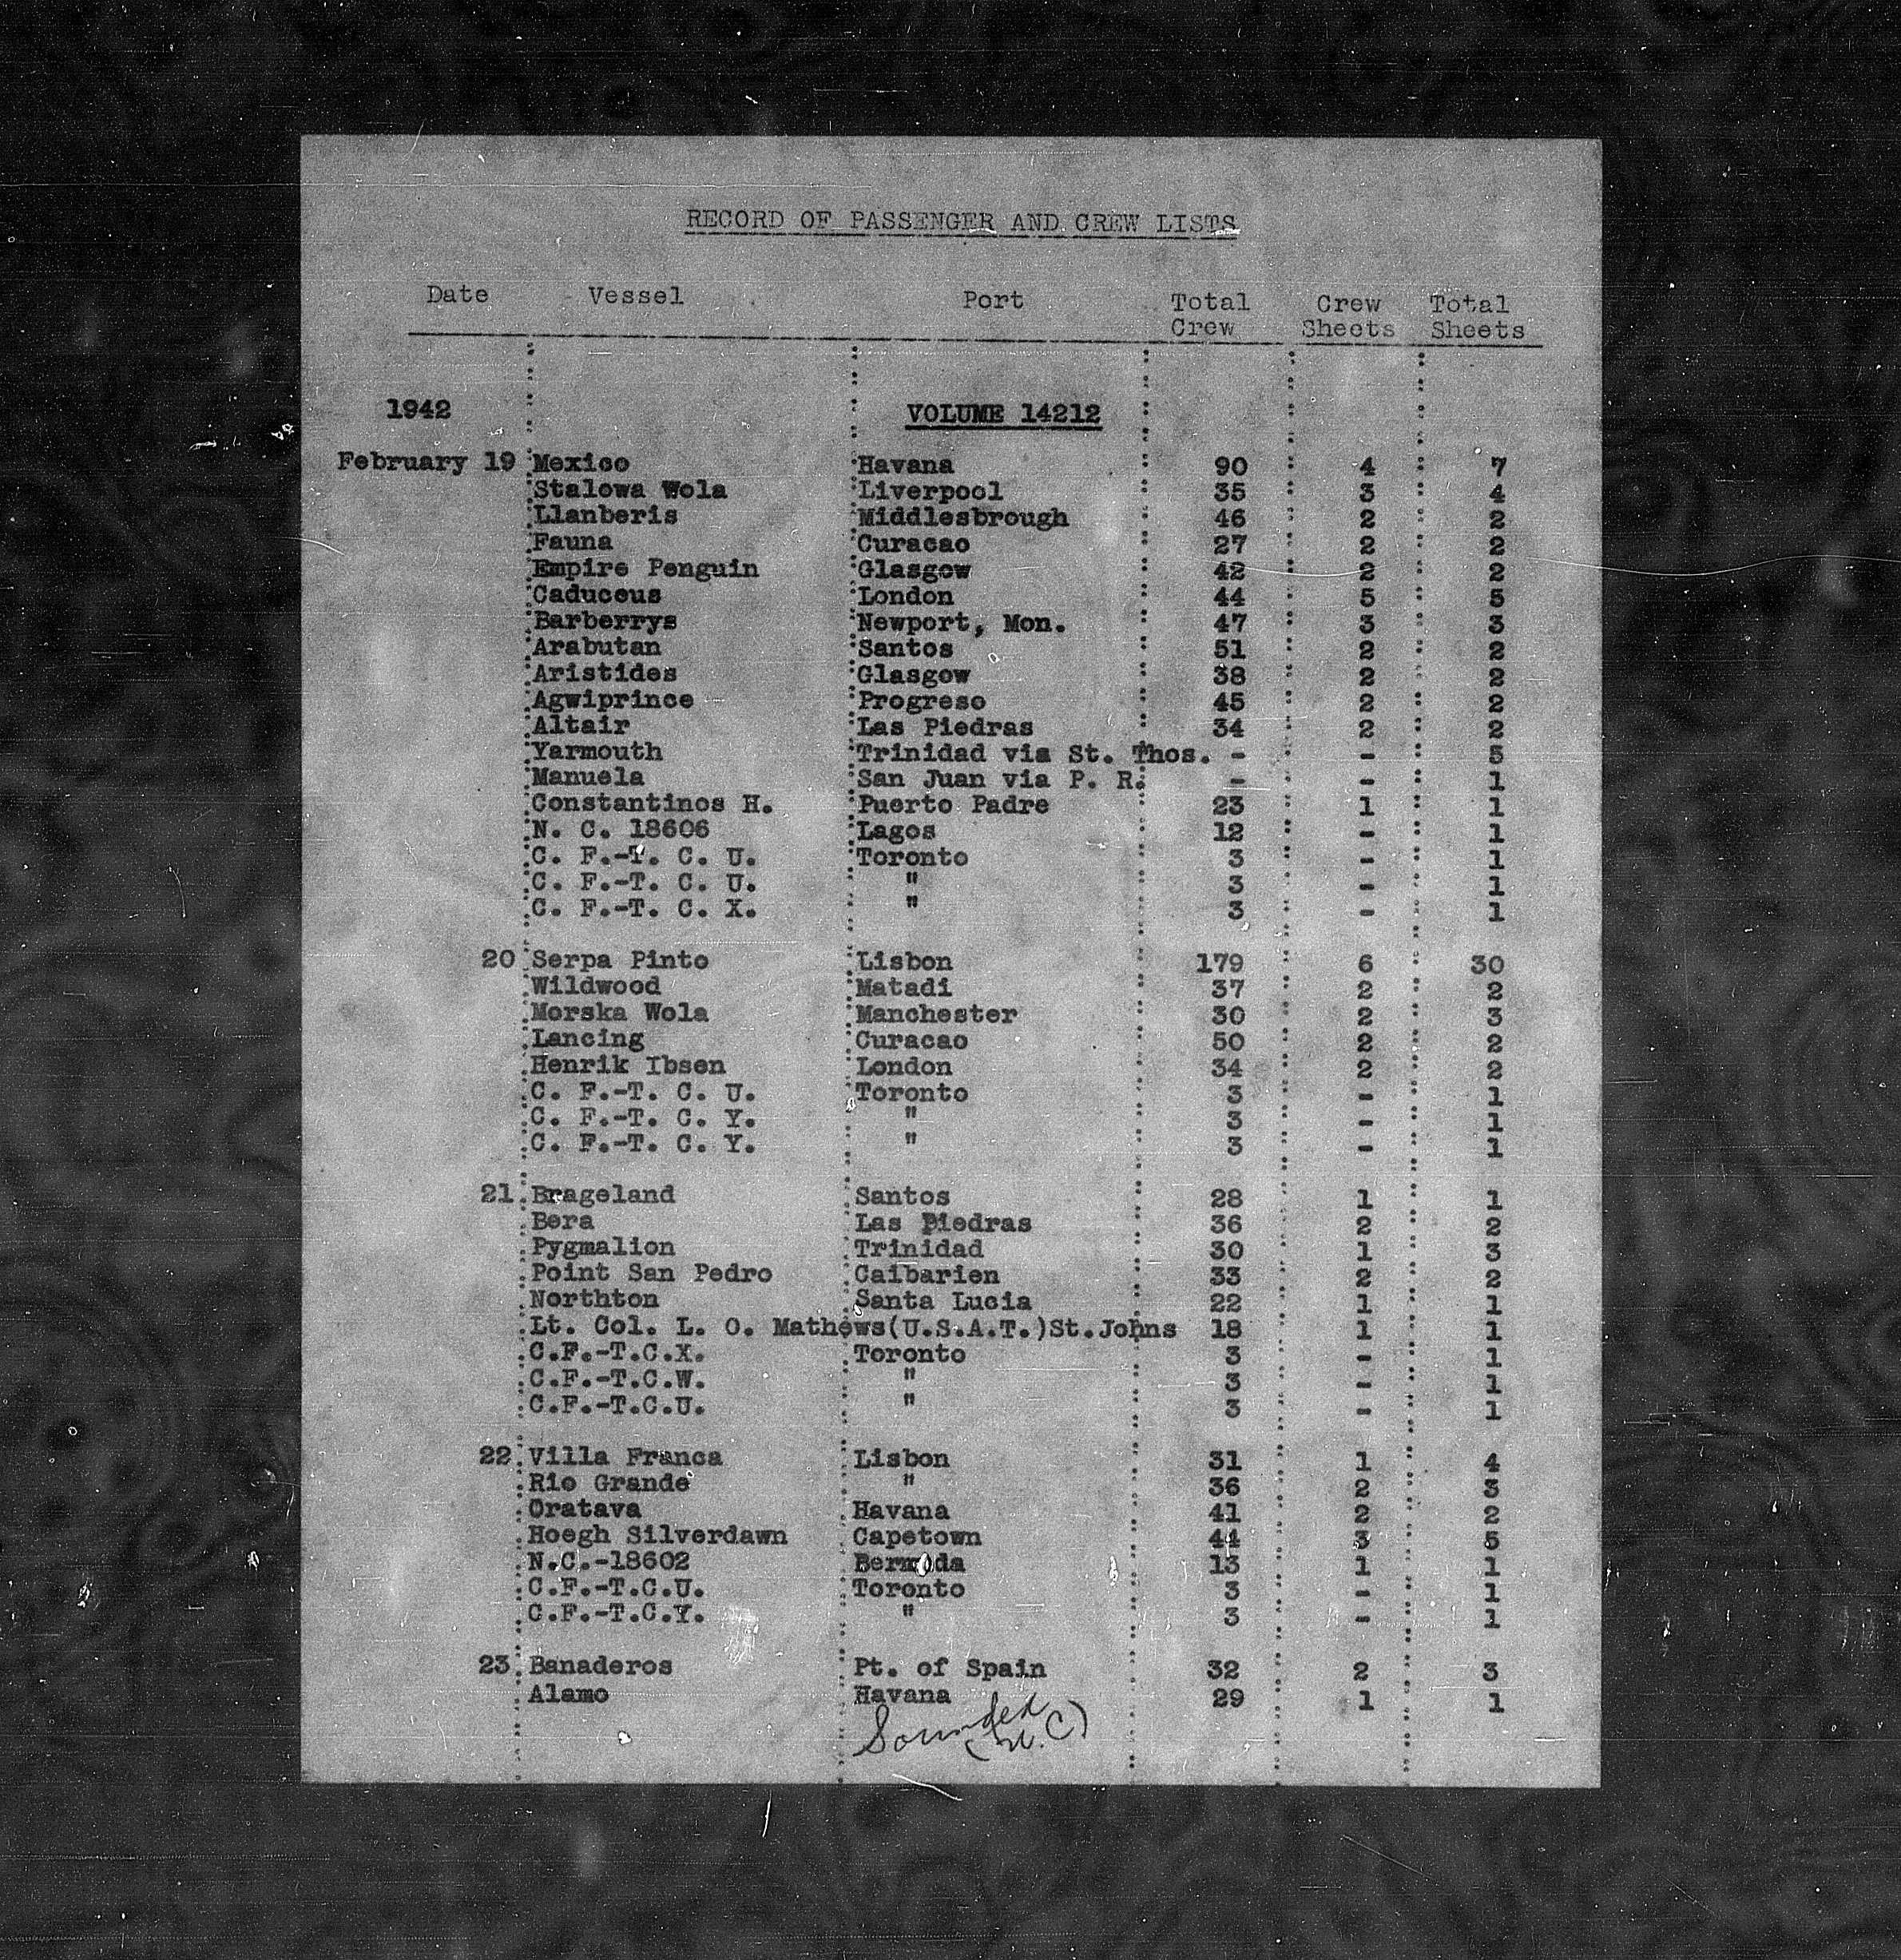 RECORD OF PASSENGER AND CREW LISTS
Date Vessel Port Total Crew Crew Sheets Total Sheets
1942 VOLUME 14212
February 19 Mexico Havana 90 4 7
Stalowa Wola Liverpool 35 3 4
Llanberis Middlesbrough 46 2 2
Fauna Curacao 27 2 2
Empire Penguin Glasgow 42 2 2
Caduceus London 44 5 5
Barberrys Newport, Mon. 47 3 3
Arabutan Santos 51 2 2
Aristides Glasgow 38 2 2
Agwiprince Progreso 45 2 2
Altair Las Piedras 34 2 2
Yarmouth Trinidad via St. Thos. - - 5
Manuela San Juan via P. R. - - 1
Constantinos H. Puerto Padre 23 1 1
N. C. 18606 Lagos 12 - 1
C. F.-T. C. U. Toronto 3 - 1
C. F.-T. C. U. " 3 - 1
C. F.-T. C. X. " 3 - 1
20 Serpa Pinto Lisbon 179 6 30
Wildwood Matadi 37 2 2
Morska Wola Manchester 30 2 3
Lancing Curacao 50 2 2
Henrik Ibsen London 34 2 2
C. F.-T. C. U. Toronto 3 - 1
C. F.-T. C. Y. " 3 - 1
C. F.-T. C. Y. " 3 - 1
21 Brageland Santos 28 1 1
Bera Las Piedras 36 2 2
Pygmalion Trinidad 30 1 3
Point San Pedro Caibarien 33 2 2
Northton Santa Lucia 22 1 1
Lt. Col. L. O. Mathews(U.S.A.T.)St.Johns 18 1 1
C.F.-T.C.X. Toronto 3 - 1
C.F.-T.C.W. " 3 - 1
C.F.-T.C.U. " 3 - 1
22 Villa Franca Lisbon 31 1 4
Rio Grande " 36 2 3
Oratava Havana 41 2 2
Hoegh Silverdawn Capetown 44 3 5
N.C.-18602 Bermuda 13 1 1
C.F.-T.C.U. Toronto 3 - 1
C.F.-T.C.Y. " 3 - 1
23 Banaderos Pt. of Spain 32 2 3
Alamo Havana 29 1 1